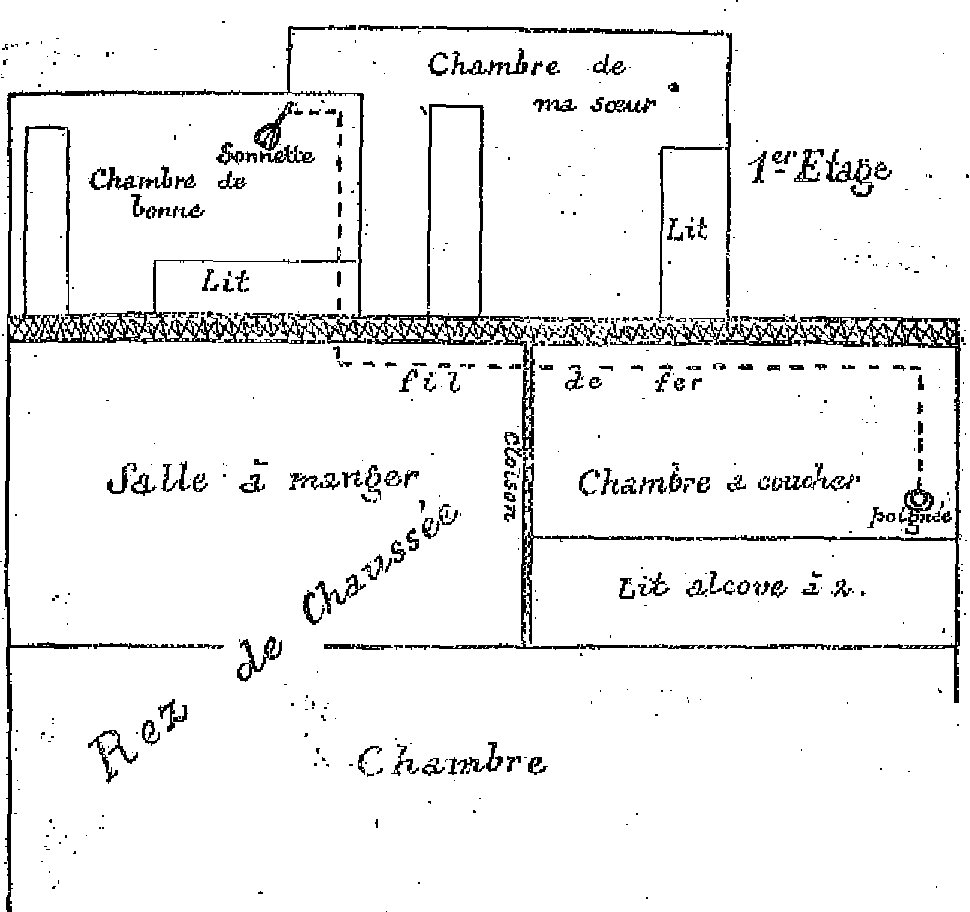 Chambre de
ma sœur
Sonnette
Chambre de
bonne
1er Etage
Lit
Lit
fil de fer
Cloison
Salle à manger
Chambre a coucher
poignée
Lit alcove à 2.
Rez de Chaussée
Chambre